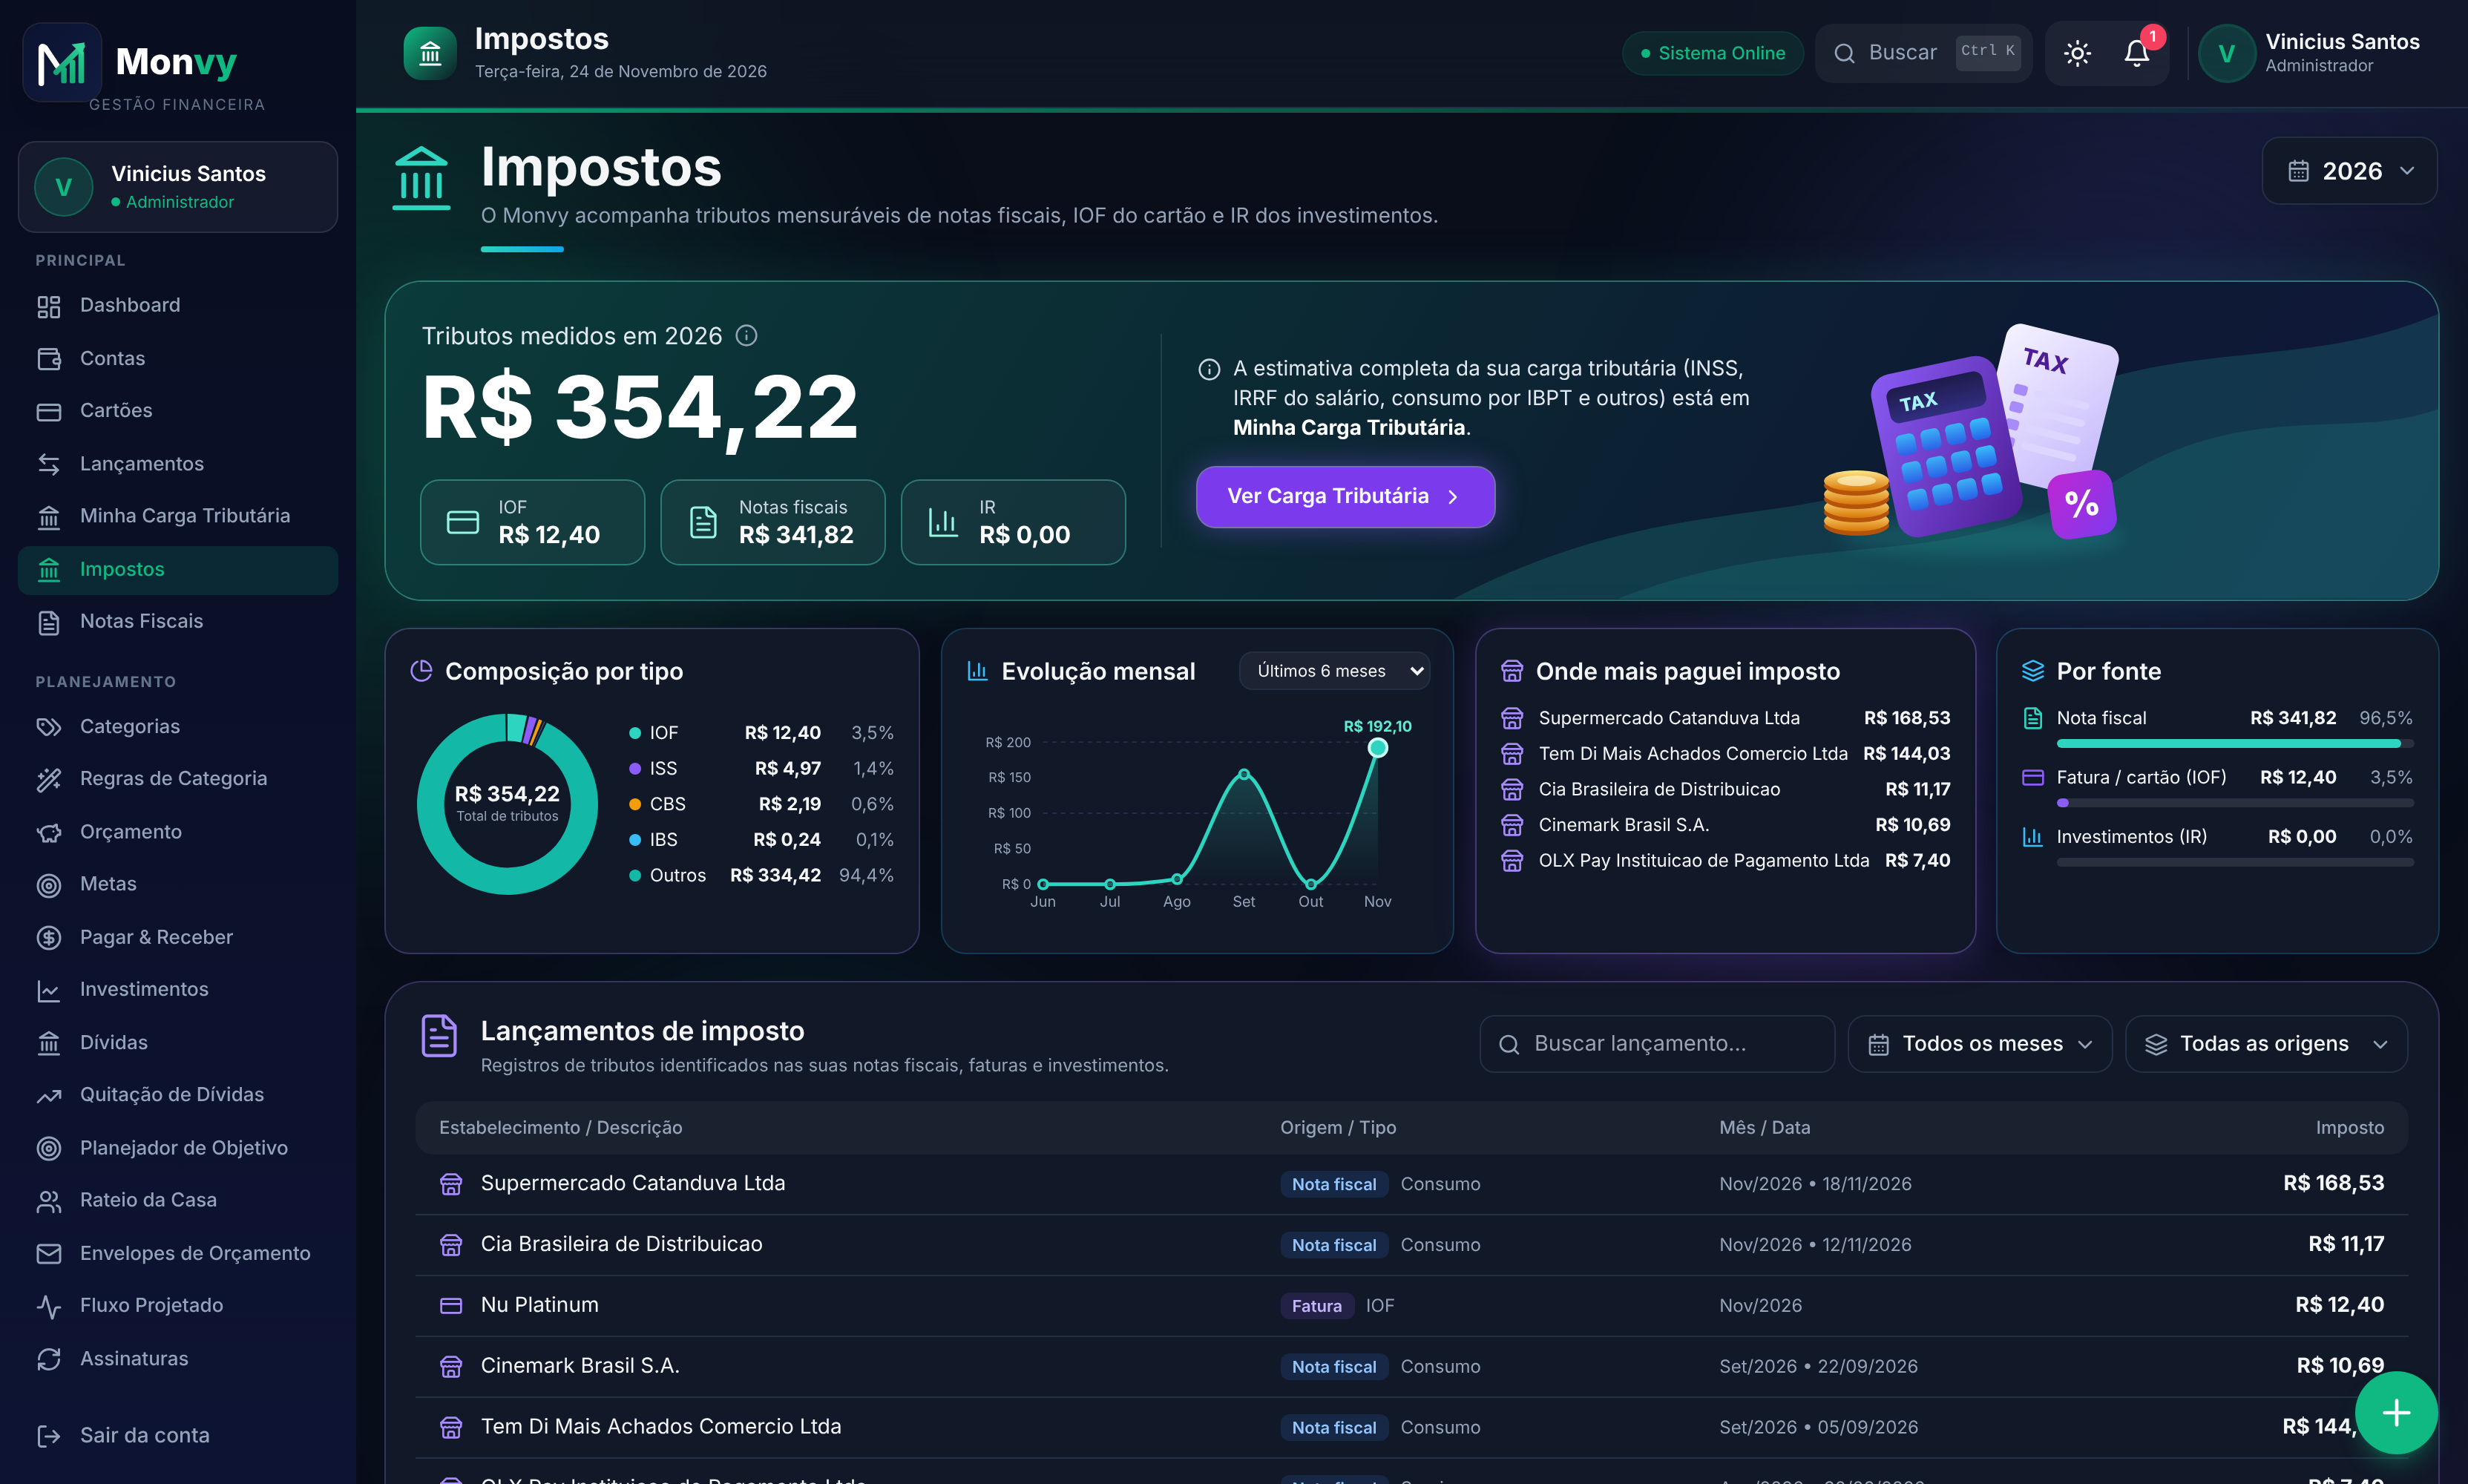 Monvy
GESTÃO FINANCEIRA
V
Vinicius Santos
Administrador
PRINCIPAL
Dashboard
Contas
Cartões
Lançamentos
Minha Carga Tributária
Impostos
Notas Fiscais
PLANEJAMENTO
Categorias
Regras de Categoria
Orçamento
Metas
Pagar & Receber
Investimentos
Dívidas
Quitação de Dívidas
Planejador de Objetivo
Rateio da Casa
Envelopes de Orçamento
Fluxo Projetado
Assinaturas
Sair da conta
Impostos
Terça-feira, 24 de Novembro de 2026
Sistema Online
Buscar Ctrl K
1
V
Vinicius Santos
Administrador
Impostos
O Monvy acompanha tributos mensuráveis de notas fiscais, IOF do cartão e IR dos investimentos.
2026
Tributos medidos em 2026
R$ 354,22
IOF
R$ 12,40
Notas fiscais
R$ 341,82
IR
R$ 0,00
A estimativa completa da sua carga tributária (INSS,
IRRF do salário, consumo por IBPT e outros) está em
Minha Carga Tributária.
Ver Carga Tributária
TAX
TAX
%
Composição por tipo
R$ 354,22
Total de tributos
IOF R$ 12,40 3,5%
ISS R$ 4,97 1,4%
CBS R$ 2,19 0,6%
IBS R$ 0,24 0,1%
Outros R$ 334,42 94,4%
Evolução mensal
Últimos 6 meses
R$ 192,10
R$ 200
R$ 150
R$ 100
R$ 50
R$ 0
Jun Jul Ago Set Out Nov
Onde mais paguei imposto
Supermercado Catanduva Ltda R$ 168,53
Tem Di Mais Achados Comercio Ltda R$ 144,03
Cia Brasileira de Distribuicao R$ 11,17
Cinemark Brasil S.A. R$ 10,69
OLX Pay Instituicao de Pagamento Ltda R$ 7,40
Por fonte
Nota fiscal R$ 341,82 96,5%
Fatura / cartão (IOF) R$ 12,40 3,5%
Investimentos (IR) R$ 0,00 0,0%
Lançamentos de imposto
Registros de tributos identificados nas suas notas fiscais, faturas e investimentos.
Buscar lançamento...
Todos os meses
Todas as origens
Estabelecimento / Descrição Origem / Tipo Mês / Data Imposto
Supermercado Catanduva Ltda Nota fiscal Consumo Nov/2026 • 18/11/2026 R$ 168,53
Cia Brasileira de Distribuicao Nota fiscal Consumo Nov/2026 • 12/11/2026 R$ 11,17
Nu Platinum Fatura IOF Nov/2026 R$ 12,40
Cinemark Brasil S.A. Nota fiscal Consumo Set/2026 • 22/09/2026 R$ 10,69
Tem Di Mais Achados Comercio Ltda Nota fiscal Consumo Set/2026 • 05/09/2026 R$ 144,